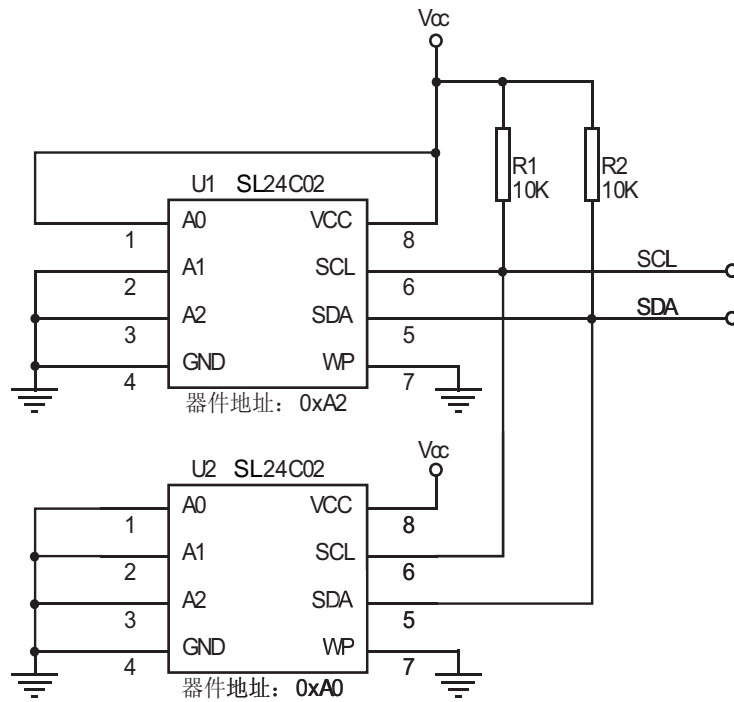 Vcc
R1
10K
R2
10K
U1 SL24C02
A0 VCC
1 8
A1 SCL
2 6
A2 SDA
3 5
GND WP
4 7
SCL
SDA
器件地址：0xA2
Vcc
U2 SL24C02
A0 VCC
1 8
A1 SCL
2 6
A2 SDA
3 5
GND WP
4 7
器件地址：0xA0